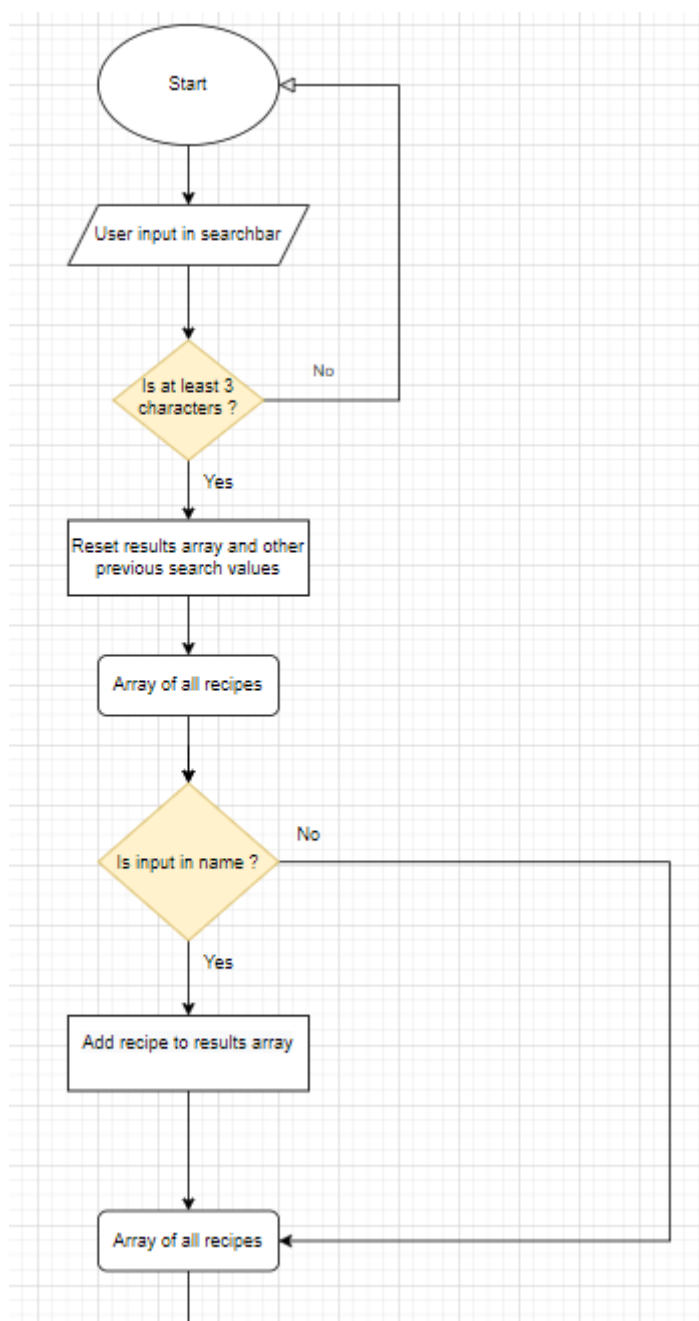 Start
User input in searchbar
Is at least 3
characters ?
No
Yes
Reset results array and other
previous search values
Array of all recipes
Is input in name ?
No
Yes
Add recipe to results array
Array of all recipes